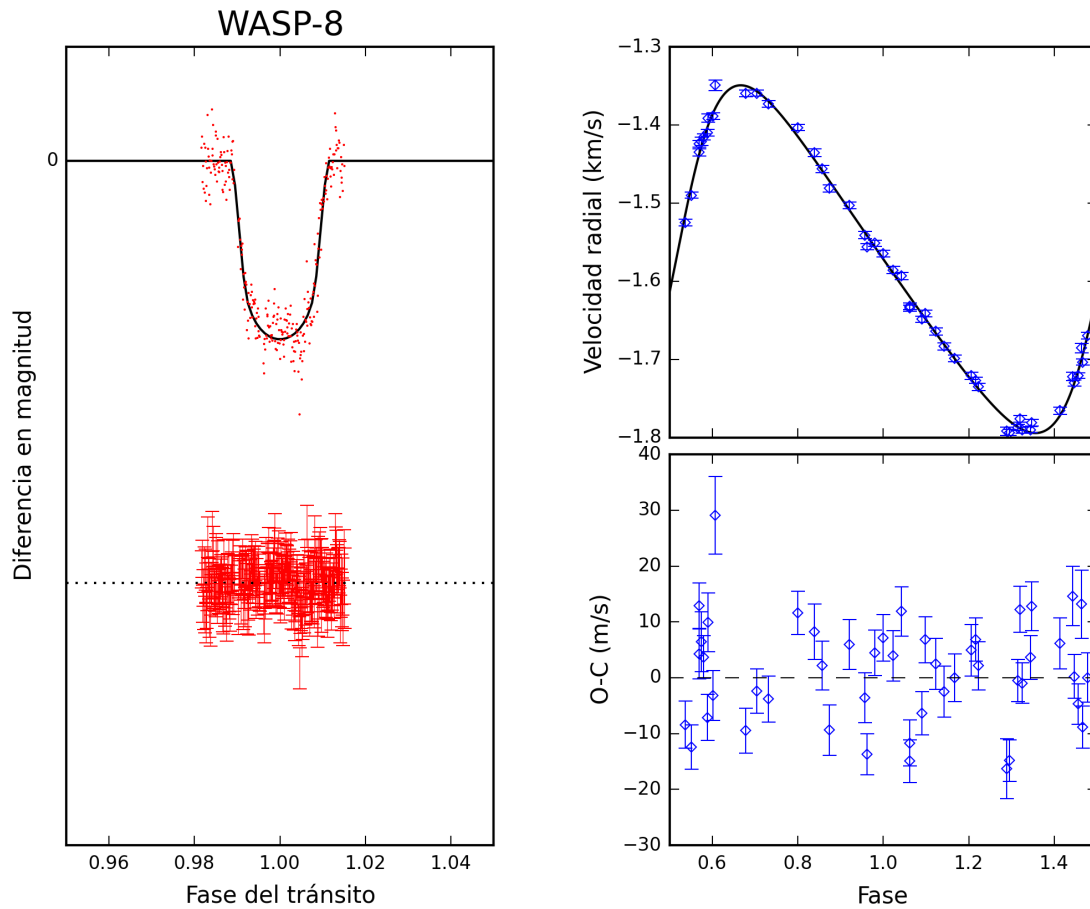 WASP-8
Diferencia en magnitud
0
0.96 0.98 1.00 1.02 1.04
Fase del tránsito
Velocidad radial (km/s)
−1.3
−1.4
−1.5
−1.6
−1.7
−1.8
O-C (m/s)
40
30
20
10
0
−10
−20
−30
0.6 0.8 1.0 1.2 1.4
Fase